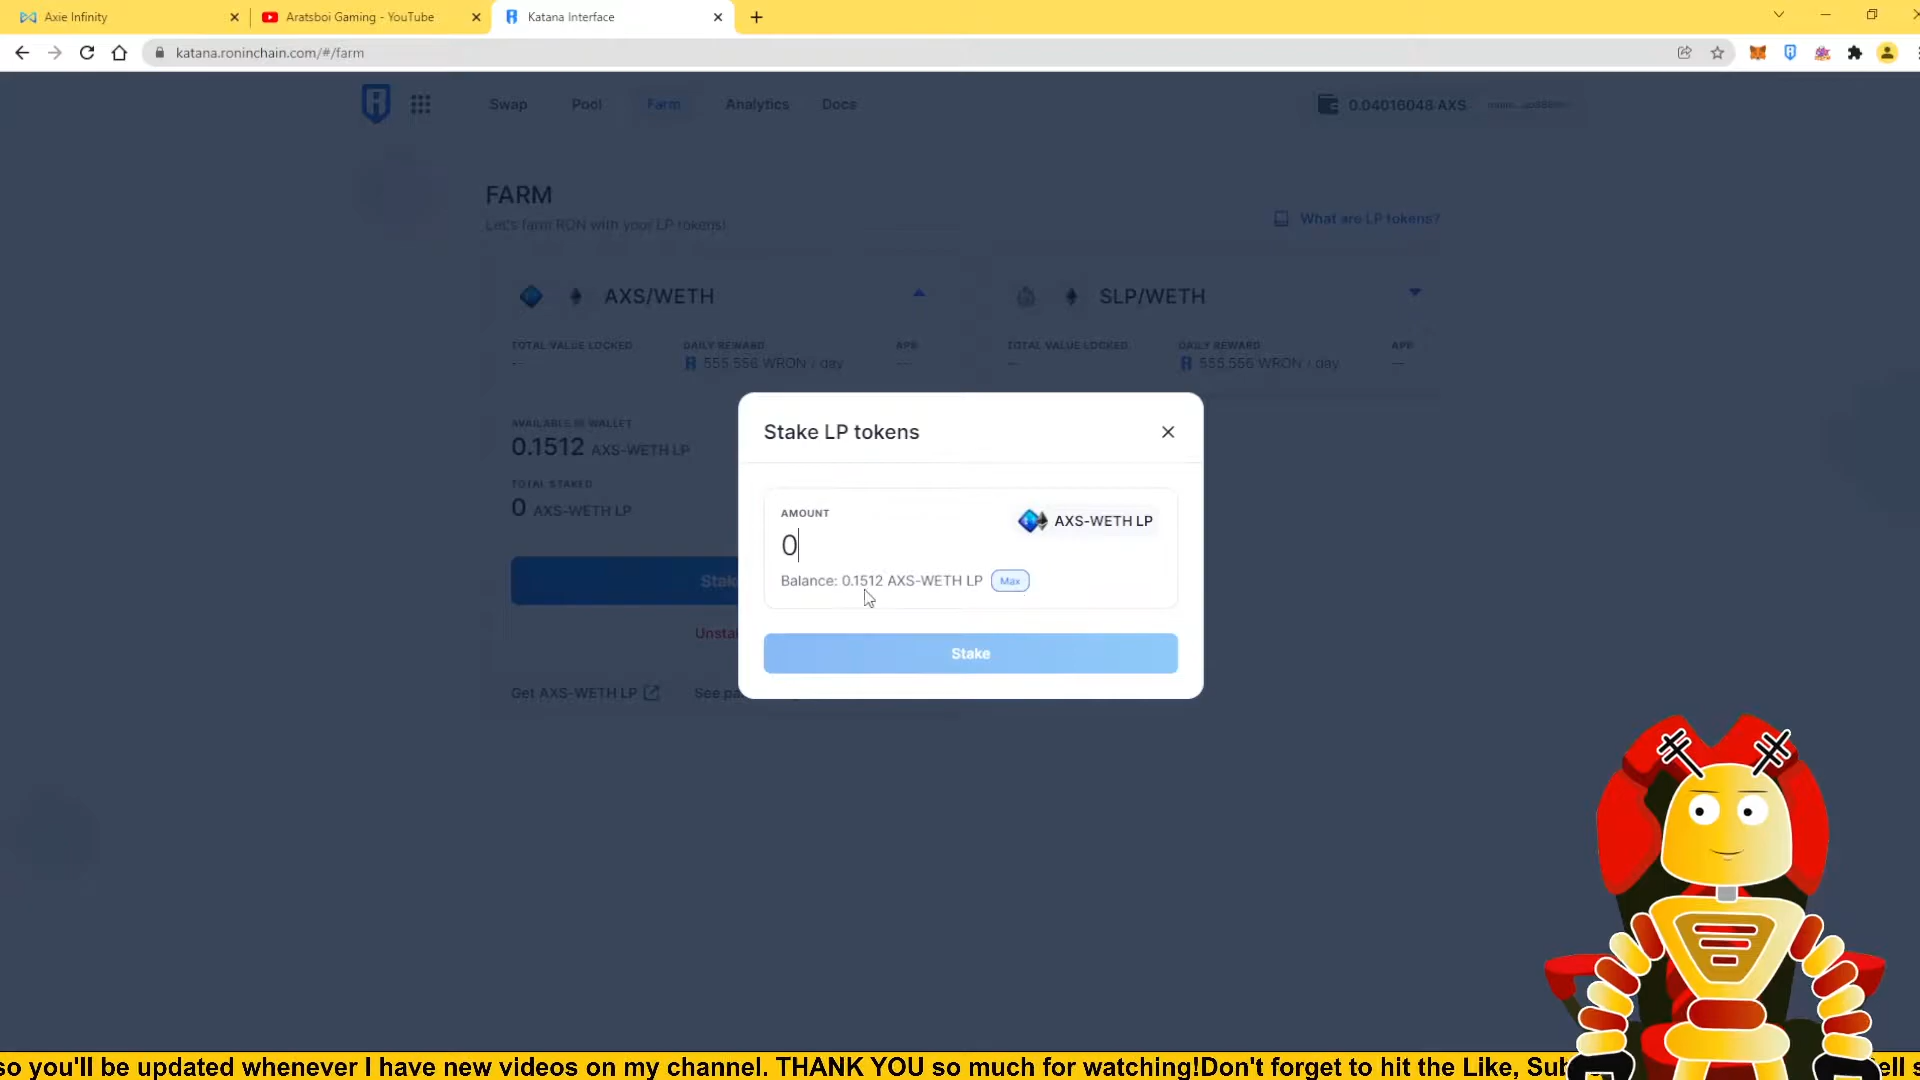 Axie Infinity
Aratsboi Gaming - YouTube
Katana Interface
katana.roninchain.com/#/farm
Swap
Pool
Farm
Analytics
Docs
0.04016048 AXS
FARM
Let's farm RON with your LP tokens!
What are LP tokens?
AXS/WETH
TOTAL VALUE LOCKED
DAILY REWARD
APR
--
555.556 WRON / day
--
SLP/WETH
TOTAL VALUE LOCKED
DAILY REWARD
APR
--
555.556 WRON / day
--
AVAILABLE IN WALLET
0.1512 AXS-WETH LP
TOTAL STAKED
0 AXS-WETH LP
Stak
Unsta
Get AXS-WETH LP
See pa
Stake LP tokens
AMOUNT
AXS-WETH LP
0
Balance: 0.1512 AXS-WETH LP
Max
Stake
so you'll be updated whenever I have new videos on my channel. THANK YOU so much for watching!Don't forget to hit the Like, Sub
ell s